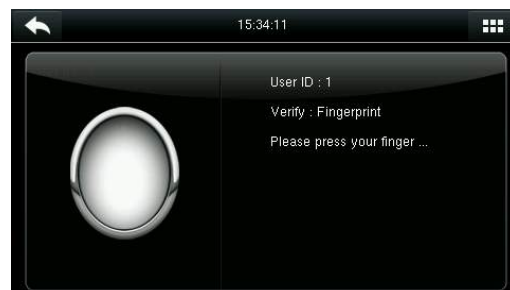 15:34:11
User ID : 1
Verify : Fingerprint
Please press your finger ...